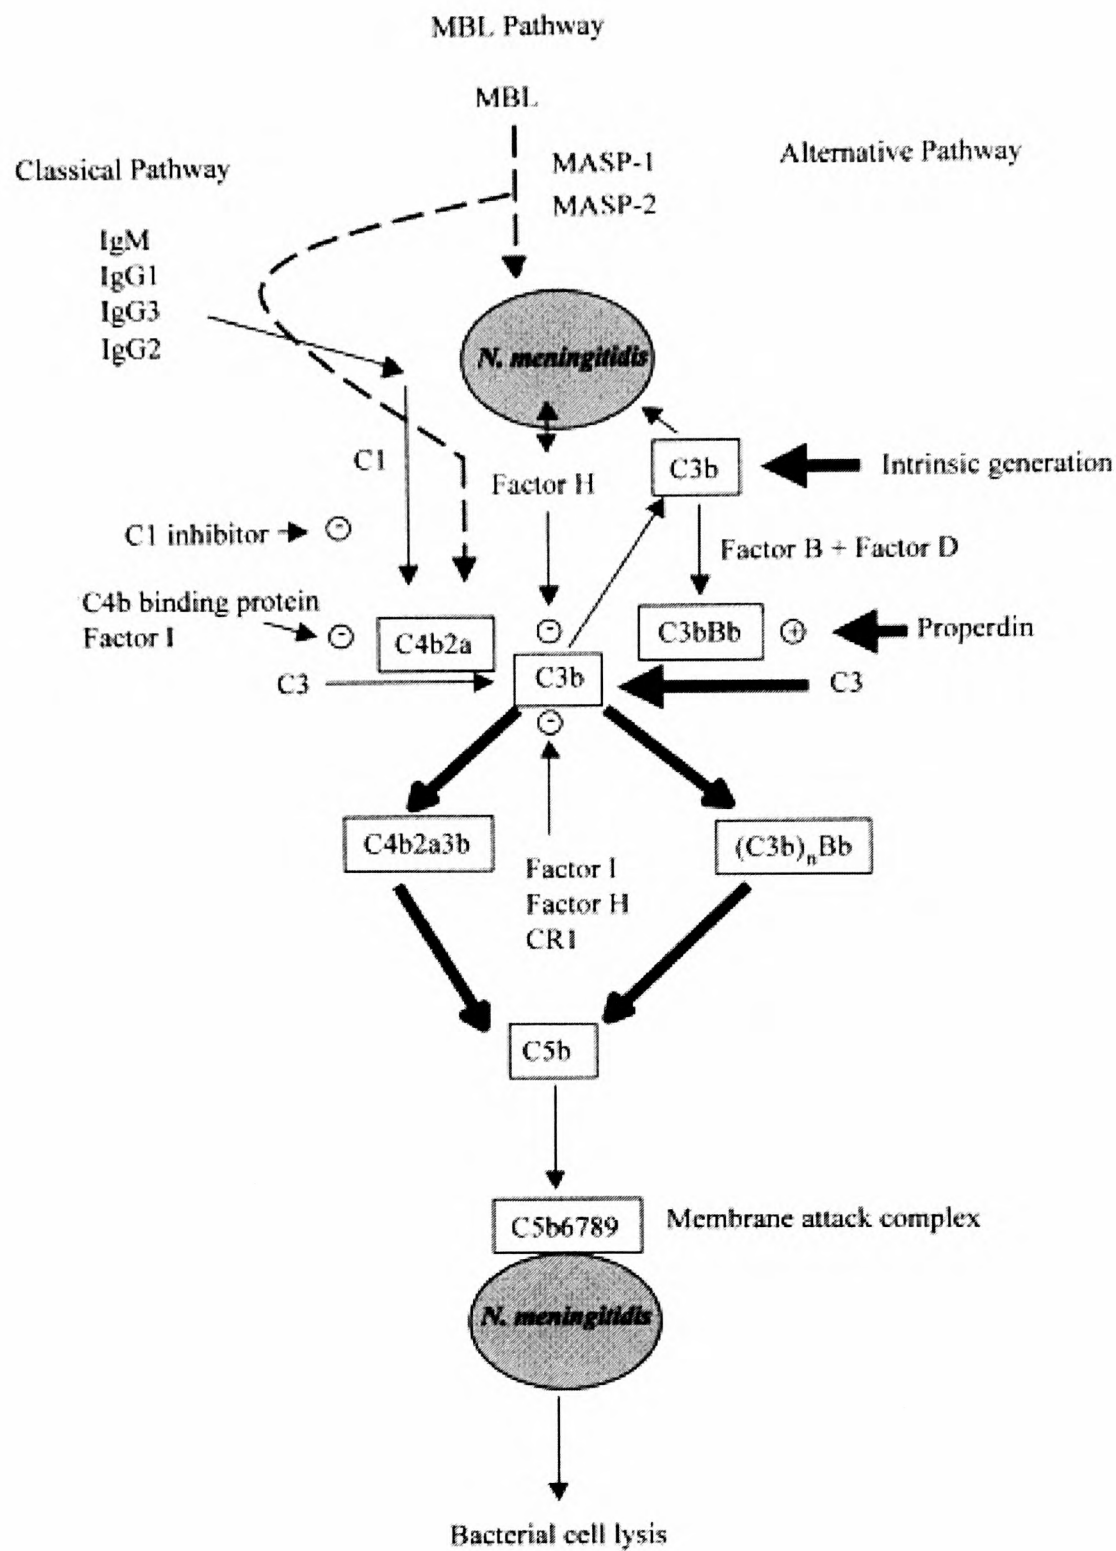 MBL Pathway
MBL
MASP-1
MASP-2
Classical Pathway
Alternative Pathway
IgM
IgG1
IgG3
IgG2
N. meningitidis
C1
Factor H
C3b
Intrinsic generation
C1 inhibitor
-
Factor B + Factor D
C4b binding protein
Factor I
-
C4b2a
-
C3bBb
+
Properdin
C3
C3b
C3
-
C4b2a3b
(C3b)nBb
Factor I
Factor H
CR1
C5b
C5b6789
Membrane attack complex
N. meningitidis
Bacterial cell lysis